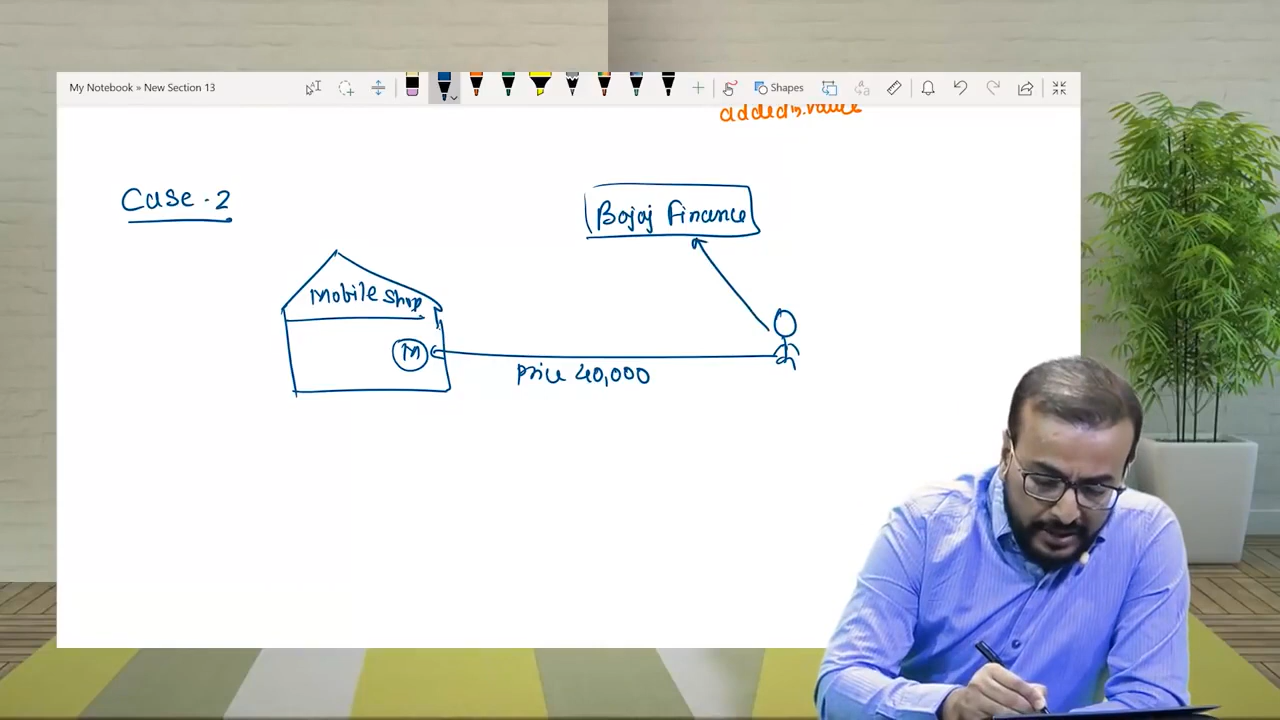 My Notebook » New Section 13
Shapes
Case - 2
Bajaj Finance
Mobile Shop
M
Price 40,000